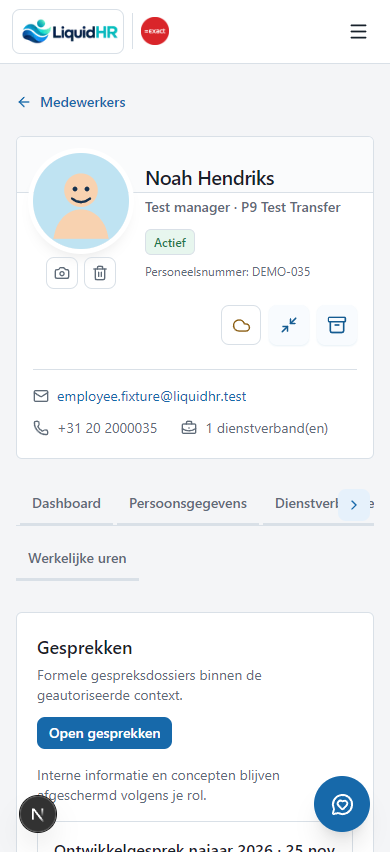 LiquidHR
=exact
Medewerkers
Noah Hendriks
Test manager · P9 Test Transfer
Actief
Personeelsnummer: DEMO-035
employee.fixture@liquidhr.test
+31 20 2000035
1 dienstverband(en)
Dashboard
Persoonsgegevens
Werkelijke uren
Gesprekken
Formele gespreksdossiers binnen de
geautoriseerde context.
Open gesprekken
Interne informatie en concepten blijven
afgeschermd volgens je rol.
N
Ontwikkelgesprek najaar 2026 · 25 nov